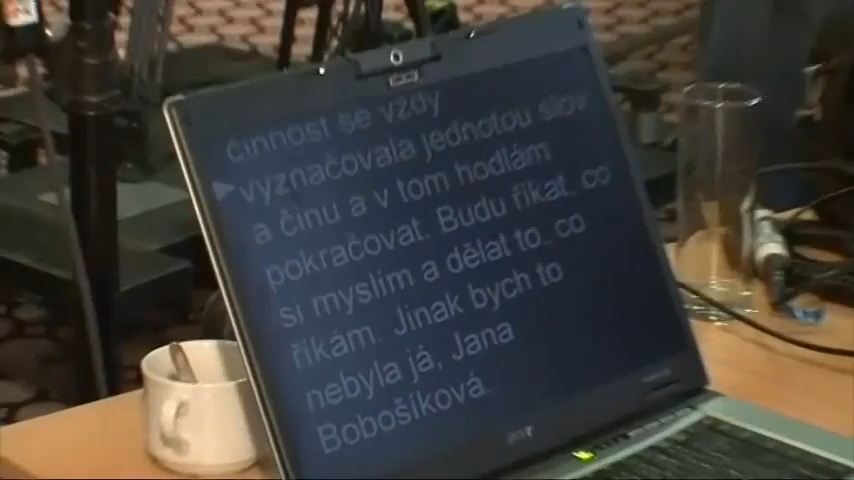 činnost se vzdy
vyznačovala jednotou slov
a činu a v tom hodlám
pokračovat. Budu říkat, co
si myslím a dělat to, co
říkám. Jinak bych to
nebyla já, Jana
Bobošíková.